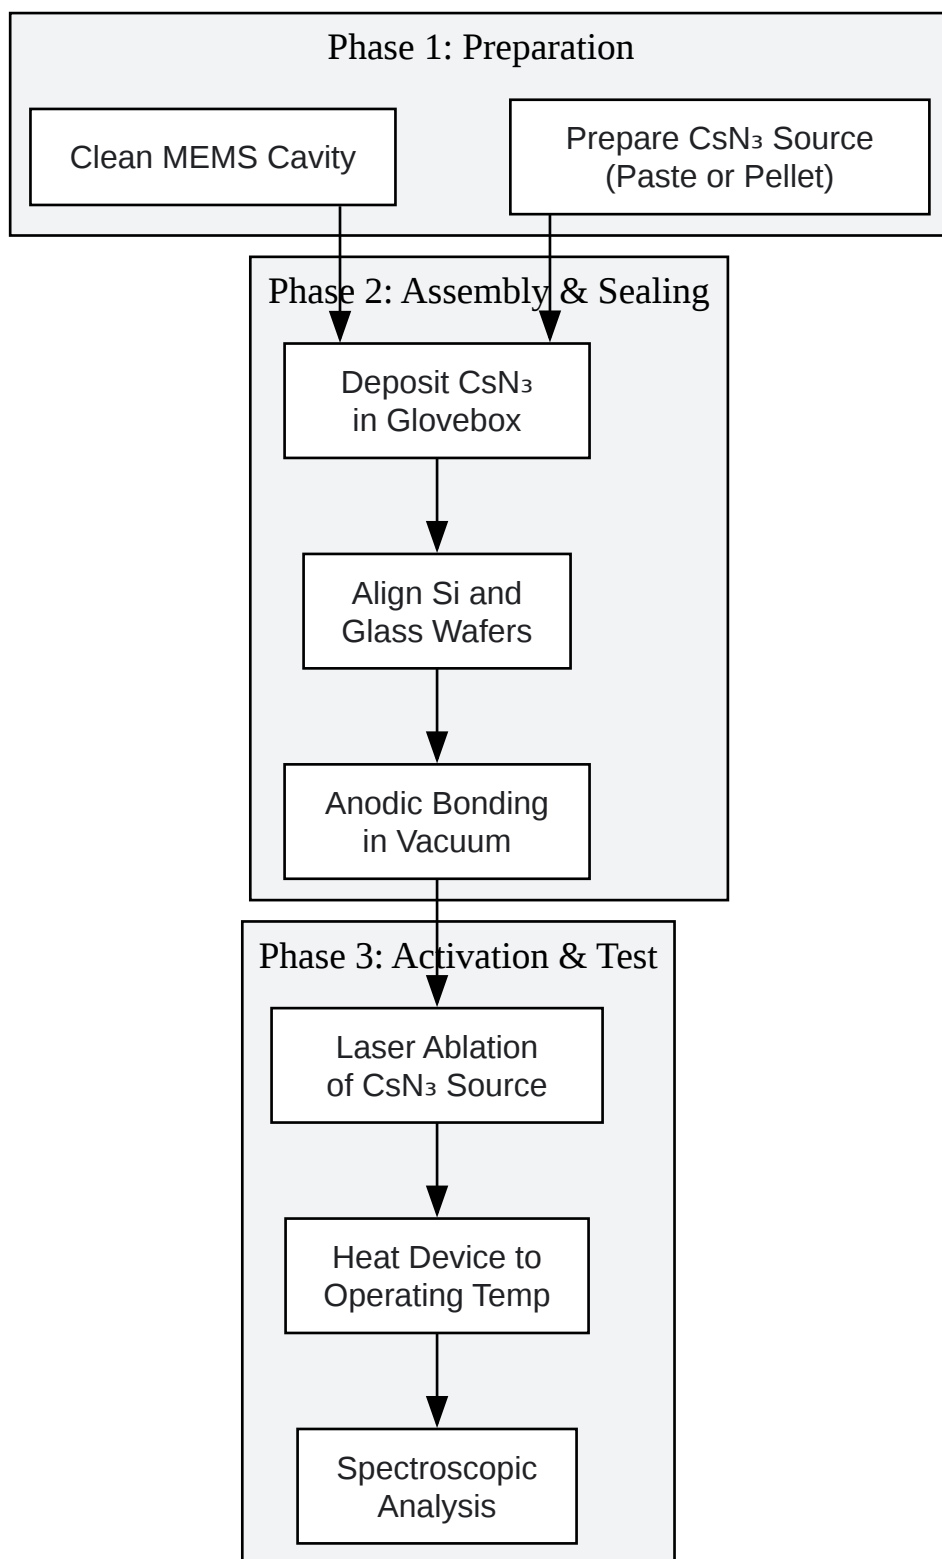 Phase 1: Preparation
Clean MEMS Cavity
Prepare CsN₃ Source
(Paste or Pellet)
Phase 2: Assembly & Sealing
Deposit CsN₃
in Glovebox
Align Si and
Glass Wafers
Anodic Bonding
in Vacuum
Phase 3: Activation & Test
Laser Ablation
of CsN₃ Source
Heat Device to
Operating Temp
Spectroscopic
Analysis